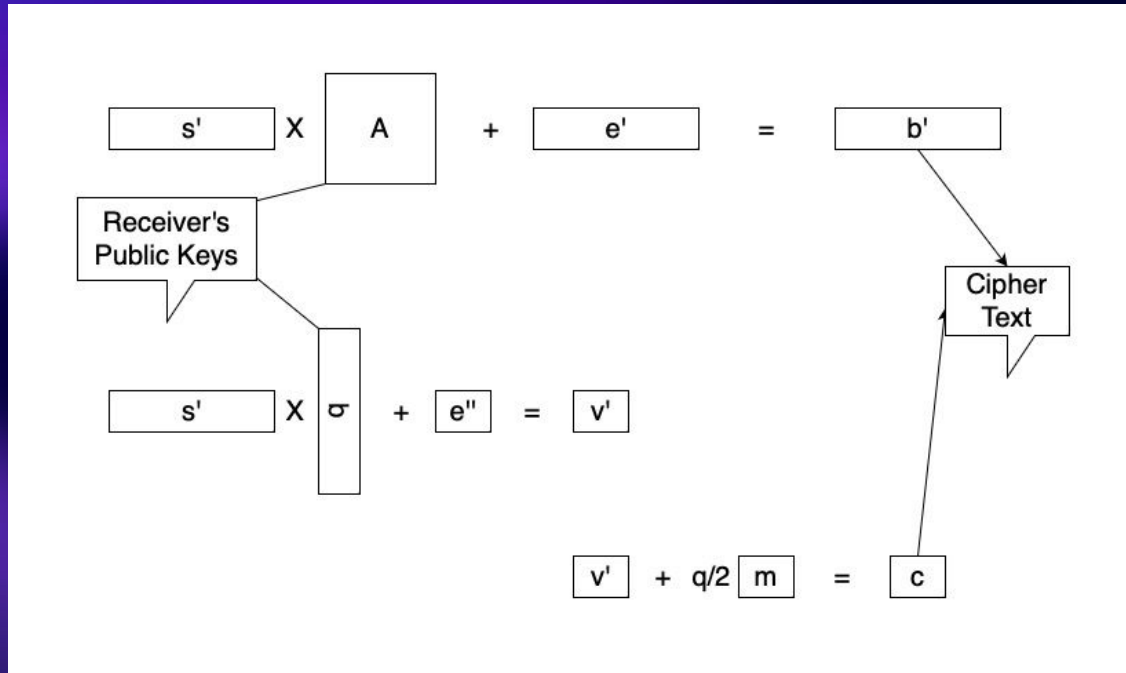 s' X A + e' = b'
Receiver's
Public Keys
Cipher
Text
s' X b + e" = v'
v' + q/2 m = c